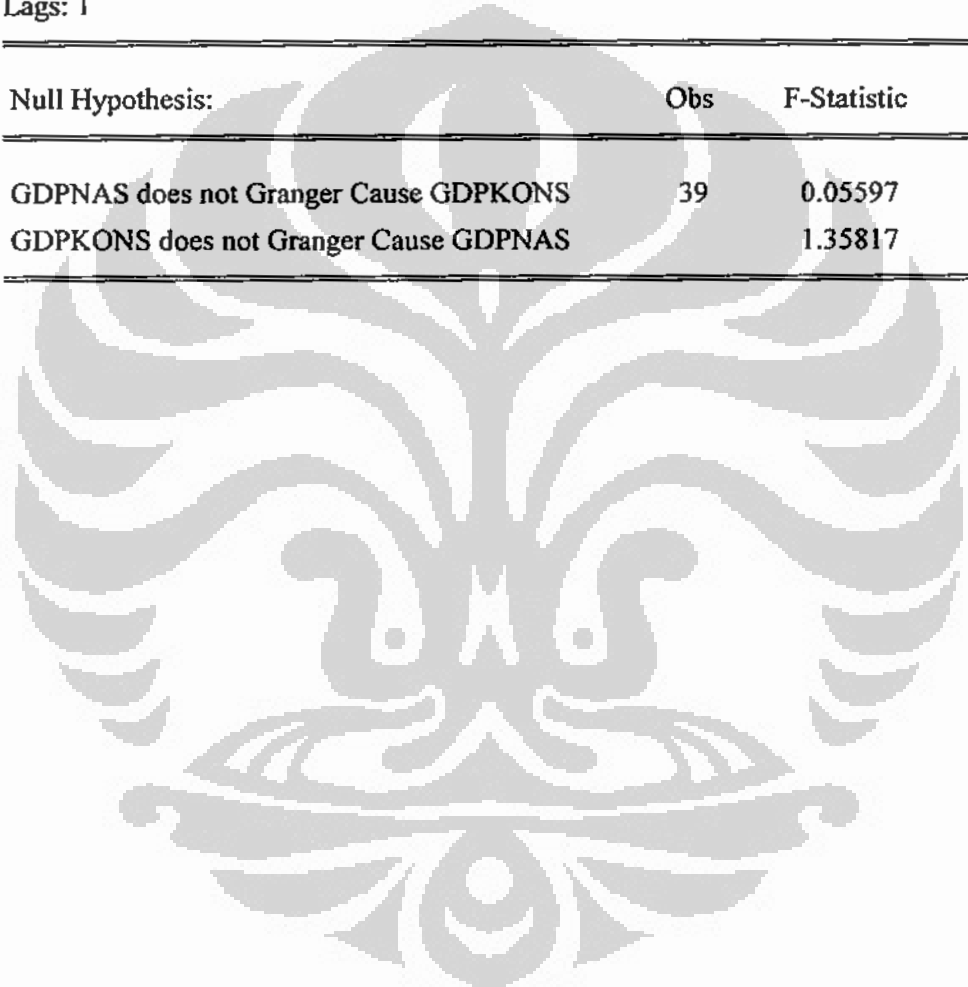 Lags: 1
Null Hypothesis: Obs F-Statistic
GDPNAS does not Granger Cause GDPKONS 39 0.05597
GDPKONS does not Granger Cause GDPNAS 1.35817